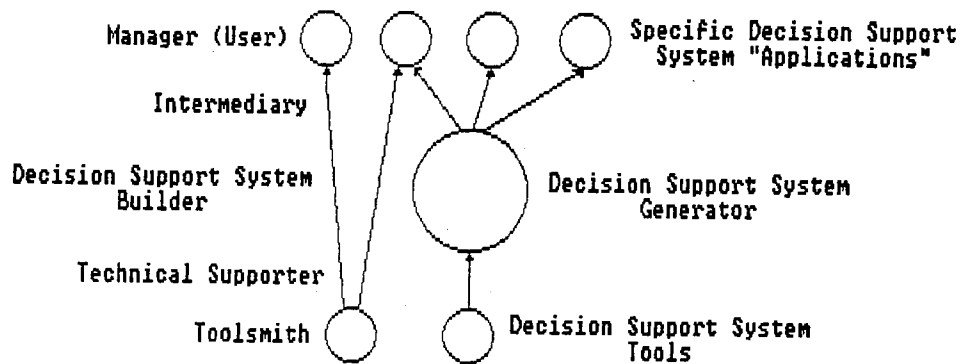 Manager (User)
Specific Decision Support
System "Applications"
Intermediary
Decision Support System
Builder
Decision Support System
Generator
Technical Supporter
Toolsmith
Decision Support System
Tools